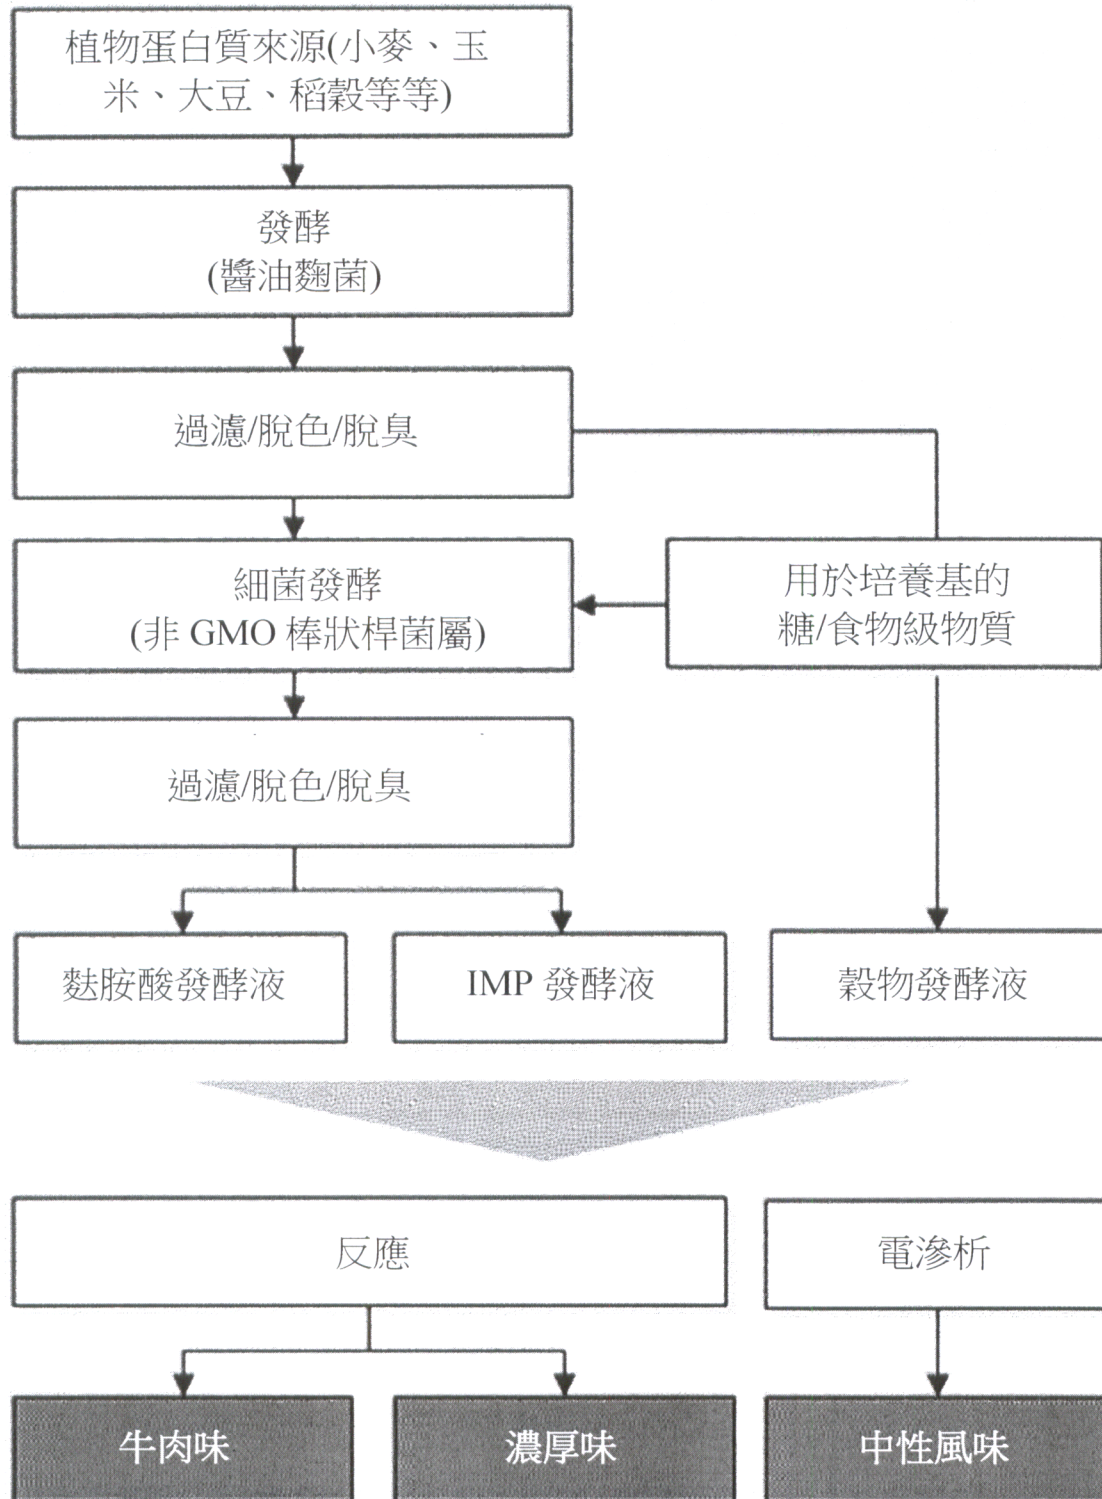 植物蛋白質來源(小麥、玉
米、大豆、稻穀等等)
發酵
(醬油麴菌)
過濾/脫色/脫臭
細菌發酵
(非 GMO 棒狀桿菌屬)
用於培養基的
糖/食物級物質
過濾/脫色/脫臭
麩胺酸發酵液
IMP 發酵液
穀物發酵液
反應
電滲析
牛肉味
濃厚味
中性風味